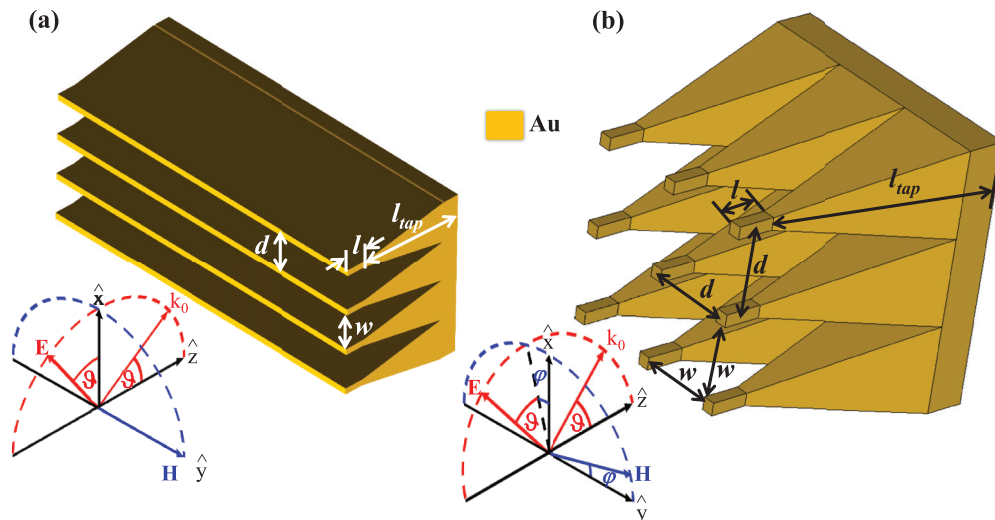 (a)
d
l
l_tap
w
x̂
k₀
E
ϑ
ϑ
ẑ
H
ŷ
Au
(b)
l
l_tap
d
d
w
w
x̂
k₀
φ
E
ϑ
ϑ
ẑ
H
φ
ŷ